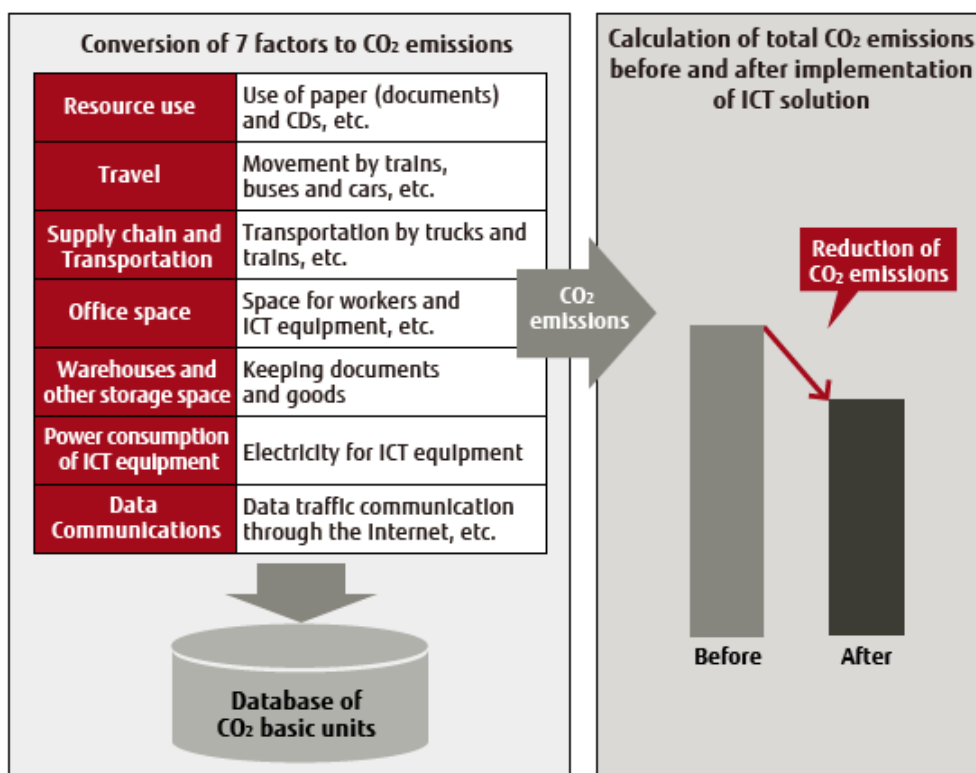 Conversion of 7 factors to CO₂ emissions
Resource use
Use of paper (documents)
and CDs, etc.
Travel
Movement by trains,
buses and cars, etc.
Supply chain and
Transportation
Transportation by trucks and
trains, etc.
Office space
Space for workers and
ICT equipment, etc.
Warehouses and
other storage space
Keeping documents
and goods
Power consumption
of ICT equipment
Electricity for ICT equipment
Data
Communications
Data traffic communication
through the Internet, etc.
Database of
CO₂ basic units
CO₂
emissions
Calculation of total CO₂ emissions
before and after implementation
of ICT solution
Reduction of
CO₂ emissions
Before
After